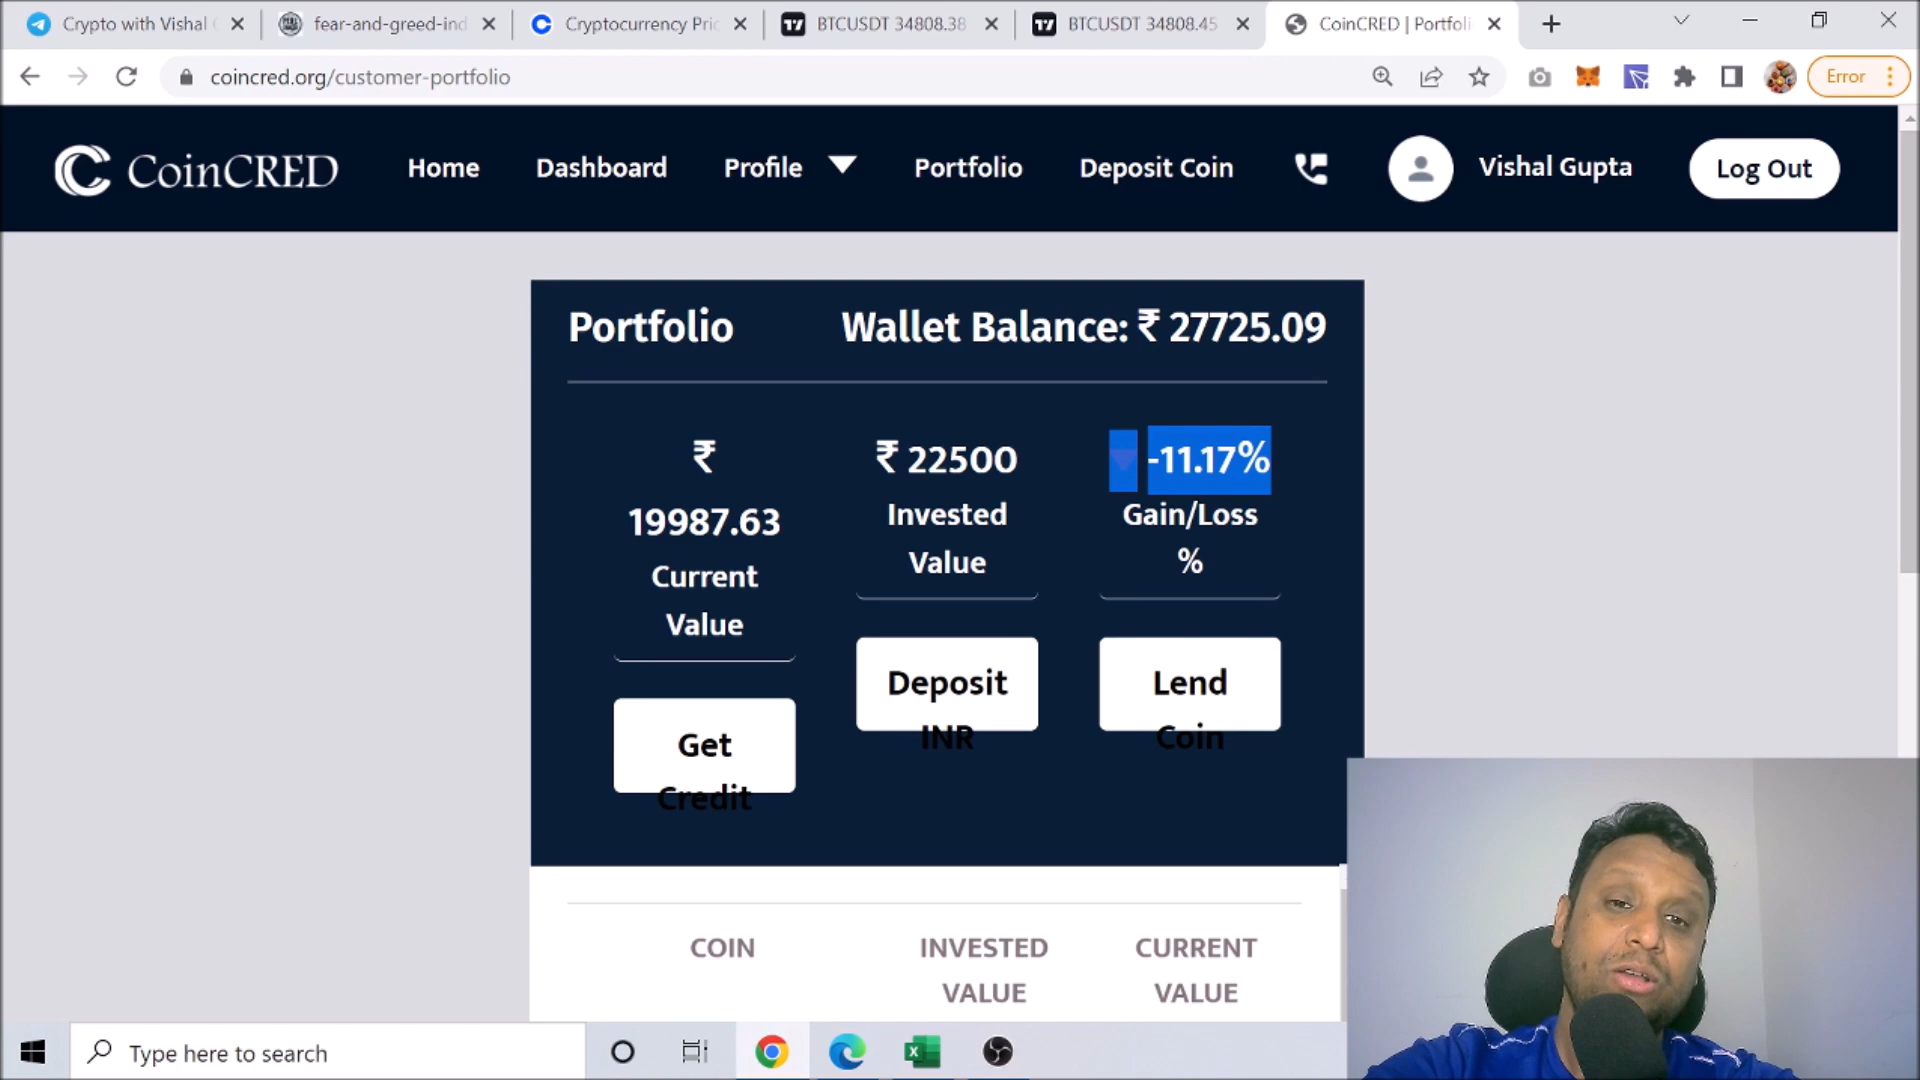 Crypto with Vishal
fear-and-greed-ind
Cryptocurrency Pric
BTCUSDT 34808.38
BTCUSDT 34808.45
CoinCRED | Portfoli
coincred.org/customer-portfolio
Error
CoinCRED
Home
Dashboard
Profile
Portfolio
Deposit Coin
Vishal Gupta
Log Out
Portfolio
Wallet Balance: ₹ 27725.09
₹
19987.63
Current
Value
₹ 22500
Invested
Value
-11.17%
Gain/Loss
%
Get
Credit
Deposit
INR
Lend
Coin
COIN
INVESTED
VALUE
CURRENT
VALUE
Type here to search